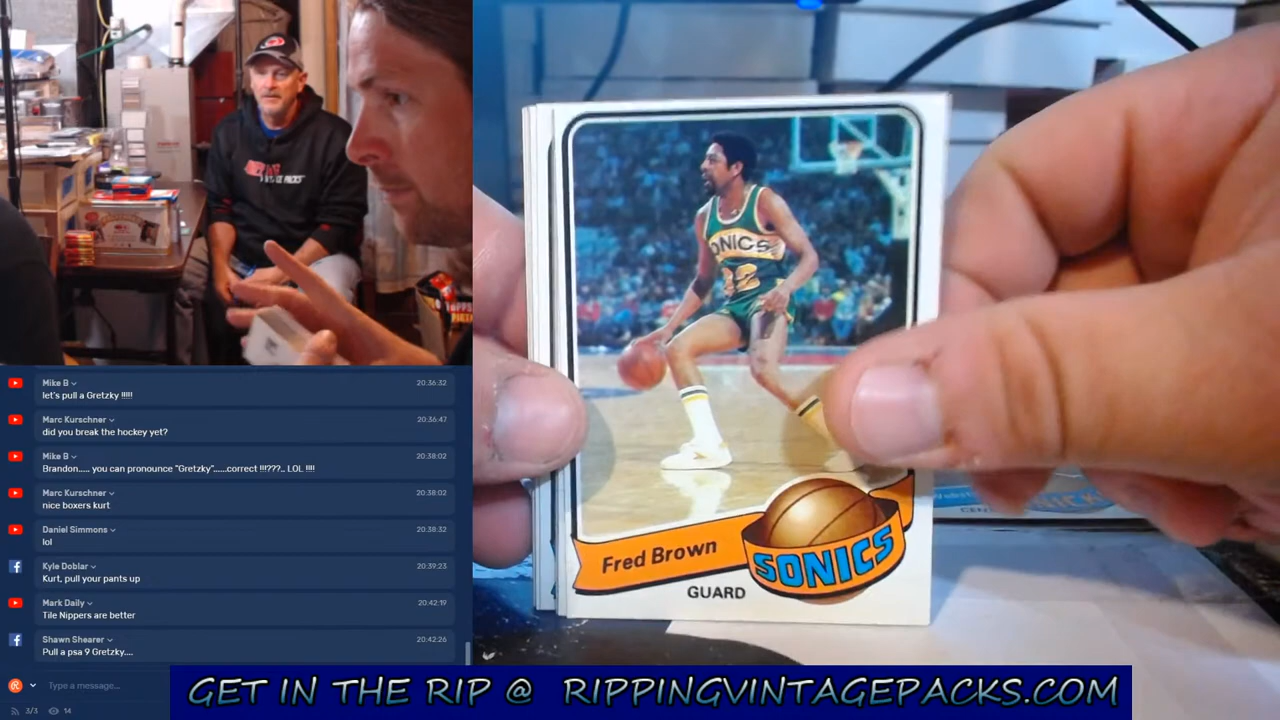 Mike B
20:36:32
let's pull a Gretzky !!!!!
Marc Kurschner
20:36:47
did you break the hockey yet?
Mike B
20:38:02
Brandon..... you can pronounce "Gretzky"......correct !!!???.. LOL !!!!
Marc Kurschner
20:38:02
nice boxers kurt
Daniel Simmons
20:38:32
lol
Kyle Doblar
20:39:23
Kurt, pull your pants up
Mark Daily
20:42:19
Tile Nippers are better
Shawn Shearer
20:42:26
Pull a psa 9 Gretzky....
Type a message...
3/3
14
ONICS
32
Fred Brown
SONICS
GUARD
GET IN THE RIP @ RIPPINGVINTAGEPACKS.COM